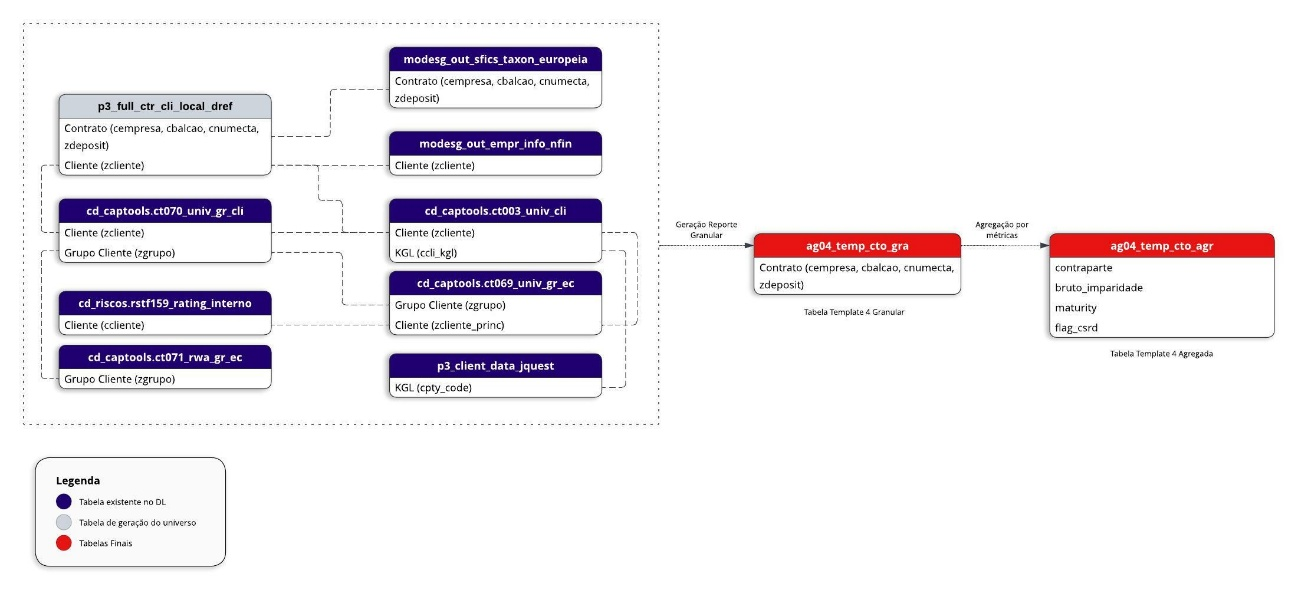 p3_full_ctr_cli_local_dref
Contrato (cempresa, cbalcao, cnumecta,
zdeposit)
Cliente (zcliente)
cd_captools.ct070_univ_gr_cli
Cliente (zcliente)
Grupo Cliente (zgrupo)
cd_riscos.rstf159_rating_interno
Cliente (ccliente)
cd_captools.ct071_rwa_gr_ec
Grupo Cliente (zgrupo)
modesg_out_sfics_taxon_europeia
Contrato (cempresa, cbalcao, cnumecta,
zdeposit)
modesg_out_empr_info_nfin
Cliente (zcliente)
cd_captools.ct003_univ_cli
Cliente (zcliente)
KGL (ccli_kgl)
cd_captools.ct069_univ_gr_ec
Grupo Cliente (zgrupo)
Cliente (zcliente_princ)
p3_client_data_jquest
KGL (cpty_code)
Geração Reporte
Granular
ag04_temp_cto_gra
Contrato (cempresa, cbalcao, cnumecta,
zdeposit)
Tabela Template 4 Granular
Agregação por
métricas
ag04_temp_cto_agr
contraparte
bruto_imparidade
maturity
flag_csrd
Tabela Template 4 Agregada
Legenda
Tabela existente no DL
Tabela de geração do universo
Tabelas Finais